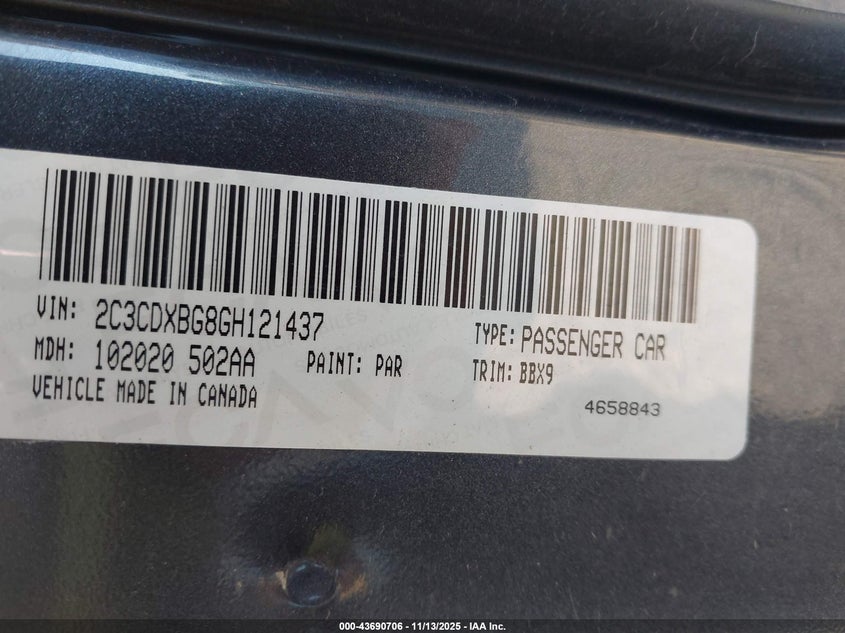 VIN: 2C3CDXBG8GH121437
TYPE: PASSENGER CAR
MDH: 102020 502AA
PAINT: PAR
TRIM: BBX9
VEHICLE MADE IN CANADA
4658843
000-43690706 - 11/13/2025 - IAA Inc.